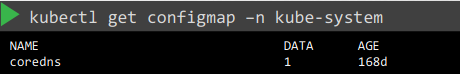 kubectl get configmap –n kube-system
NAME DATA AGE
coredns 1 168d